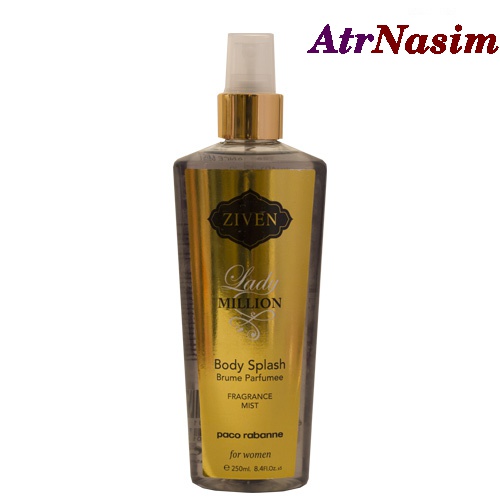 AtrNasim
ZIVEN
Lady
MILLION
Body Splash
Brume Parfumee
FRAGRANCE
MIST
paco rabanne
for women
℮ 250ml. 8.4fl.oz.